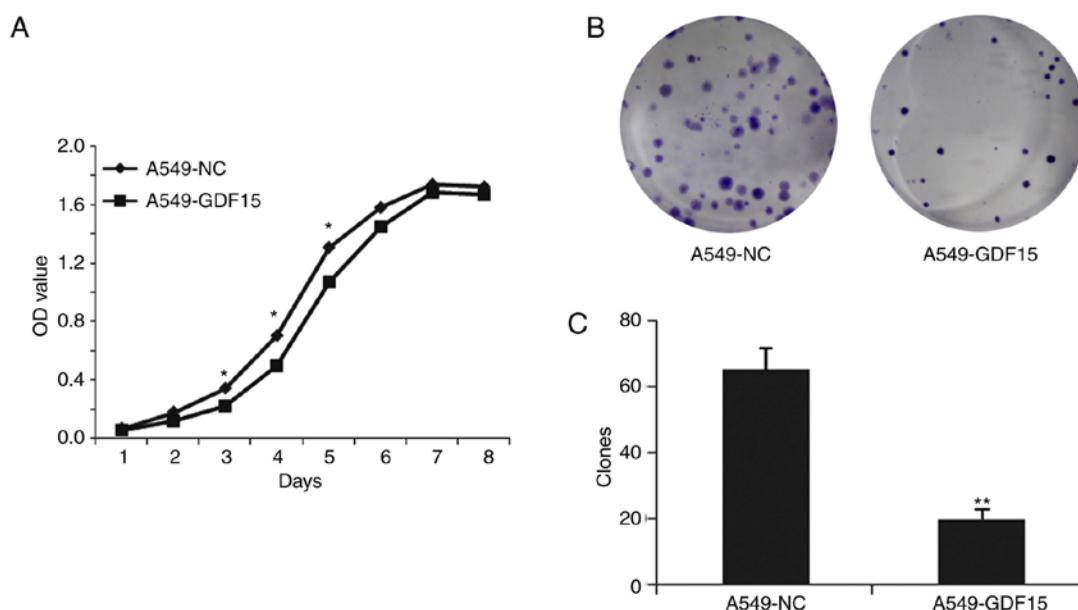 A
2.0
1.6
1.2
0.8
0.4
0.0
OD value
A549-NC
A549-GDF15
*
*
*
1 2 3 4 5 6 7 8
Days
B
A549-NC A549-GDF15
C
80
60
40
20
0
Clones
**
A549-NC A549-GDF15